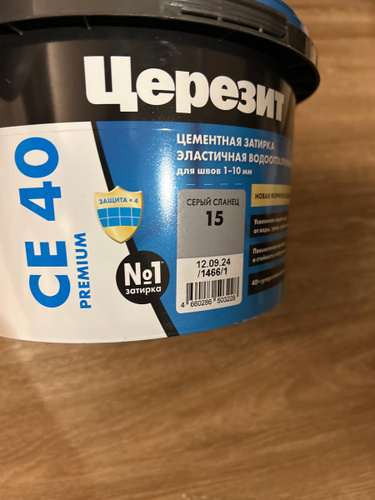 Церезит
CE 40
PREMIUM
ЗАЩИТА × 4
№1
затирка
ЦЕМЕНТНАЯ ЗАТИРКА
ЭЛАСТИЧНАЯ
для швов 1–10 мм
СЕРЫЙ СЛАНЕЦ
15
12.09.24
/1466/1
4 660286 503228
НОВАЯ